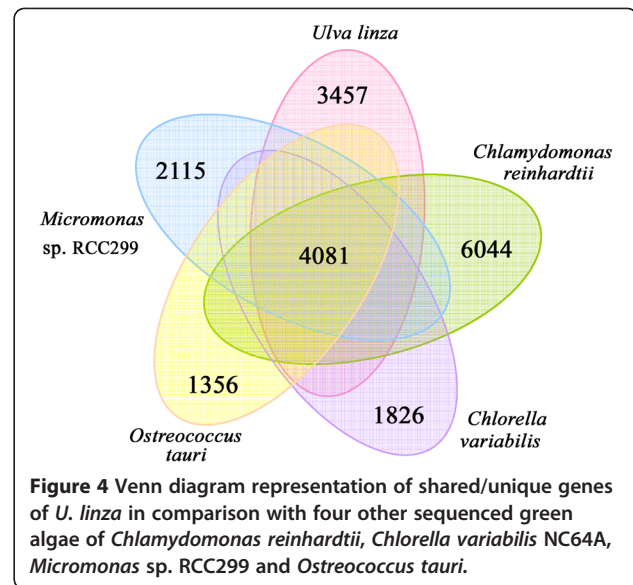 Ulva linza
3457
Chlamydomonas
reinhardtii
2115
Micromonas
sp. RCC299
4081
6044
1356
1826
Ostreococcus
tauri
Chlorella
variabilis
Figure 4 Venn diagram representation of shared/unique genes
of U. linza in comparison with four other sequenced green
algae of Chlamydomonas reinhardtii, Chlorella variabilis NC64A,
Micromonas sp. RCC299 and Ostreococcus tauri.